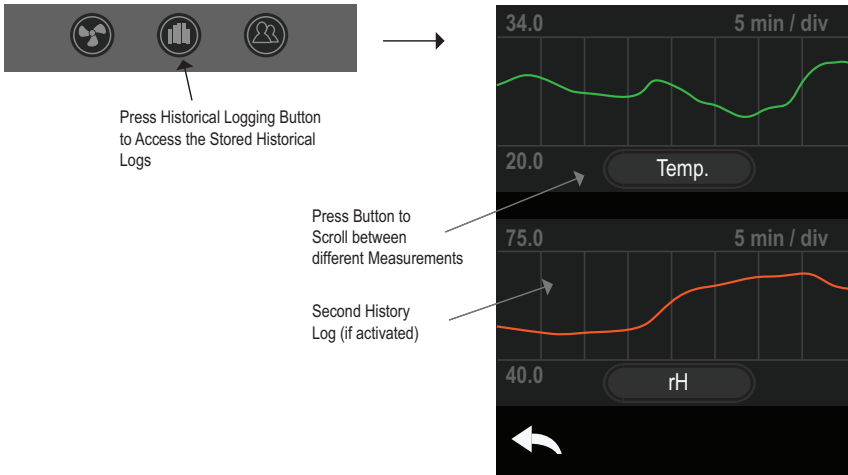 Press Historical Logging Button
to Access the Stored Historical
Logs
34.0 5 min / div
20.0 Temp.
Press Button to
Scroll between
different Measurements
75.0 5 min / div
Second History
Log (if activated)
40.0 rH